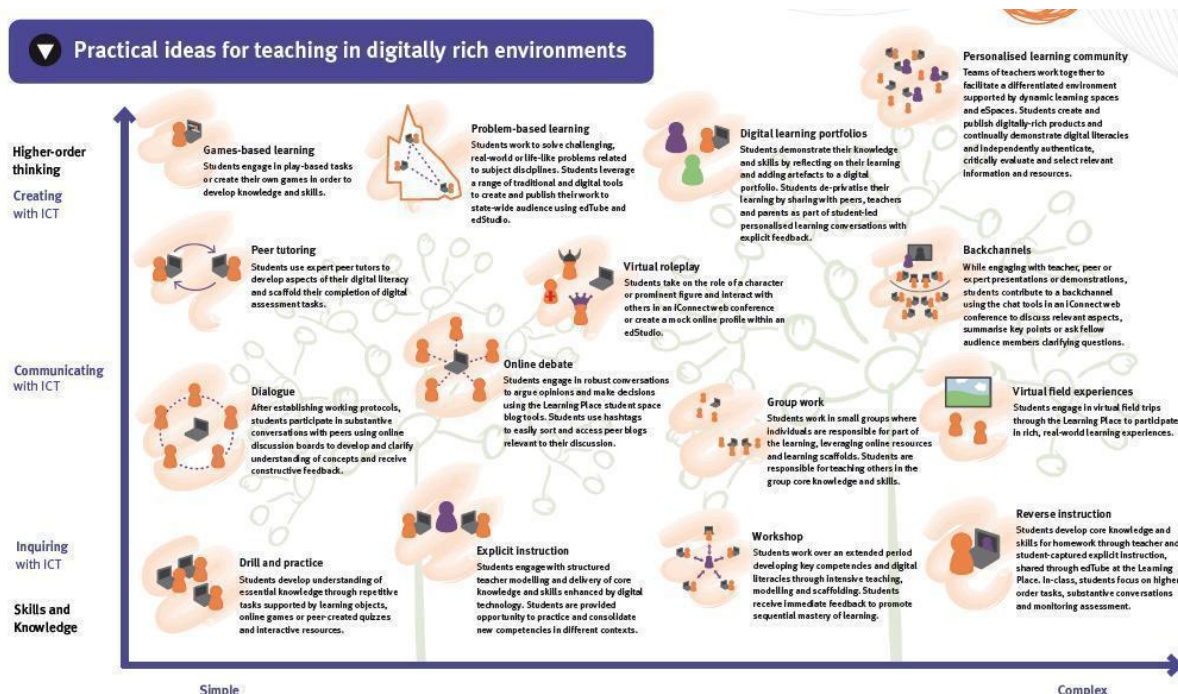 Practical ideas for teaching in digitally rich environments
Personalised learning community
Teams of teachers work together to
facilitate a differentiated environment
supported by dynamic learning spaces
and eSpaces. Students create and
publish digitally-rich products and
continually demonstrate digital literacies
and independently authenticate,
critically evaluate and select relevant
information and resources.
Higher-order
thinking
Creating
with ICT
Games-based learning
Students engage in play-based tasks
or create their own games in order to
develop knowledge and skills.
Problem-based learning
Students work to solve challenging,
real-world or life-like problems related
to subject disciplines. Students leverage
a range of traditional and digital tools
to create and publish their work to
state-wide audience using edTube and
edStudio.
Digital learning portfolios
Students demonstrate their knowledge
and skills by reflecting on their learning
and adding artefacts to a digital
portfolio. Students de-privatise their
learning by sharing with peers, teachers
and parents as part of student-led
personalised learning conversations with
explicit feedback.
Peer tutoring
Students use expert peer tutors to
develop aspects of their digital literacy
and scaffold their completion of digital
assessment tasks.
Virtual roleplay
Students take on the role of a character
or prominent figure and interact with
others in an iConnect web conference
or create a mock online profile within an
edStudio.
Backchannels
While engaging with teacher, peer or
expert presentations or demonstrations,
students contribute to a backchannel
using the chat tools in an iConnect web
conference to discuss relevant aspects,
summarise key points or ask fellow
audience members clarifying questions.
Communicating
with ICT
Dialogue
After establishing working protocols,
students participate in substantive
conversations with peers using online
discussion boards to develop and clarify
understanding of concepts and receive
constructive feedback.
Online debate
Students engage in robust conversations
to argue opinions and make decisions
using the Learning Place student space
blog tools. Students use hashtags
to easily sort and access peer blogs
relevant to their discussion.
Group work
Students work in small groups where
individuals are responsible for part of
the learning, leveraging online resources
and learning scaffolds. Students are
responsible for teaching others in the
group core knowledge and skills.
Virtual field experiences
Students engage in virtual field trips
through the Learning Place to participate
in rich, real-world learning experiences.
Inquiring
with ICT
Skills and
Knowledge
Drill and practice
Students develop understanding of
essential knowledge through repetitive
tasks supported by learning objects,
online games or peer-created quizzes
and interactive resources.
Explicit instruction
Students engage with structured
teacher modelling and delivery of core
knowledge and skills enhanced by digital
technology. Students are provided
opportunity to practice and consolidate
new competencies in different contexts.
Workshop
Students work over an extended period
developing key competencies and digital
literacies through intensive teaching,
modelling and scaffolding. Students
receive immediate feedback to promote
sequential mastery of learning.
Reverse instruction
Students develop core knowledge and
skills for homework through teacher and
student-captured explicit instruction,
shared through edTube at the Learning
Place. In-class, students focus on higher
order tasks, substantive conversations
and monitoring assessment.
Simple
Complex